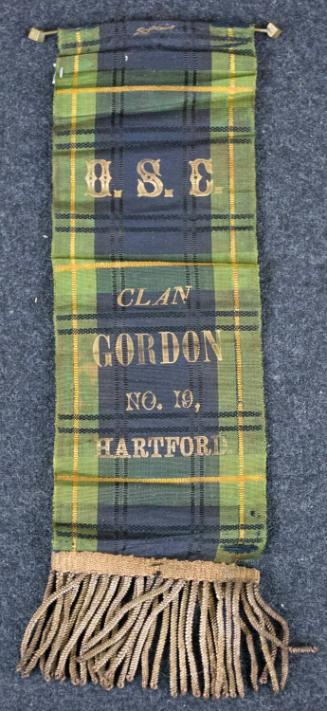 O. S. C.
CLAN
GORDON
NO. 19,
HARTFORD.